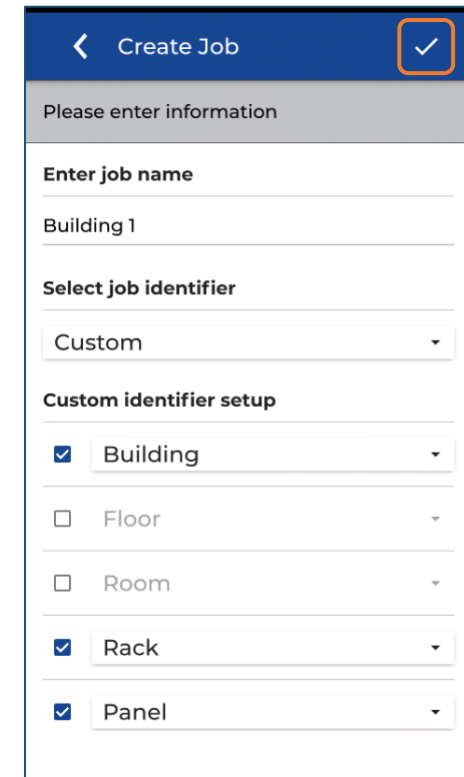 Create Job
Please enter information
Enter job name
Building 1
Select job identifier
Custom
Custom identifier setup
Building
Floor
Room
Rack
Panel